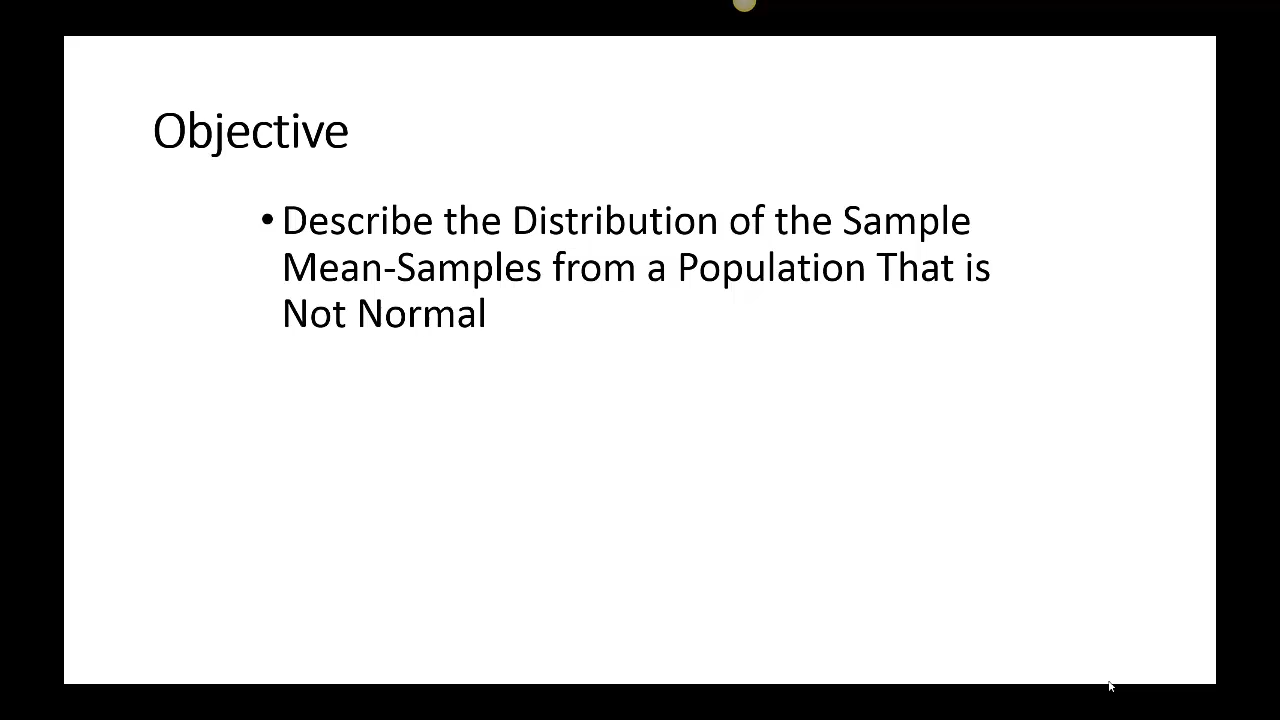 Objective
• Describe the Distribution of the Sample
Mean-Samples from a Population That is
Not Normal